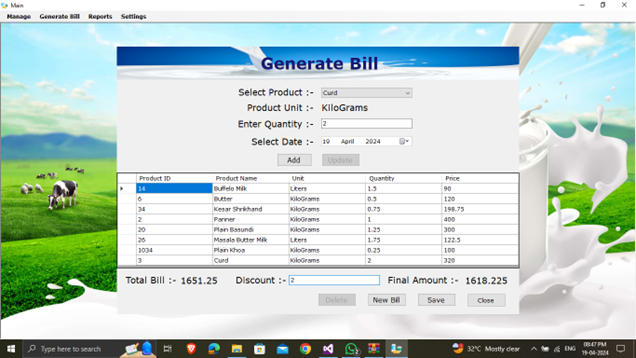 Main
Manage Generate Bill Reports Settings
Generate Bill
Select Product :- Curd
Product Unit :- KiloGrams
Enter Quantity :- 2
Select Date :- 19 April 2024
Add Update
Product ID Product Name Unit Quantity Price
14 Buffelo Milk Liters 1.5 90
6 Butter KiloGrams 0.5 120
34 Kesar Shrikhand KiloGrams 0.75 198.75
2 Panner KiloGrams 1 400
20 Plain Basundi KiloGrams 1.25 300
26 Masala Butter Milk Liters 1.75 122.5
1034 Plain Khoa KiloGrams 0.25 100
3 Curd KiloGrams 2 320
Total Bill :- 1651.25 Discount :- 2 Final Amount :- 1618.225
Delete New Bill Save Close
Type here to search
32°C Mostly clear
ENG
08:47 PM
19-04-2024